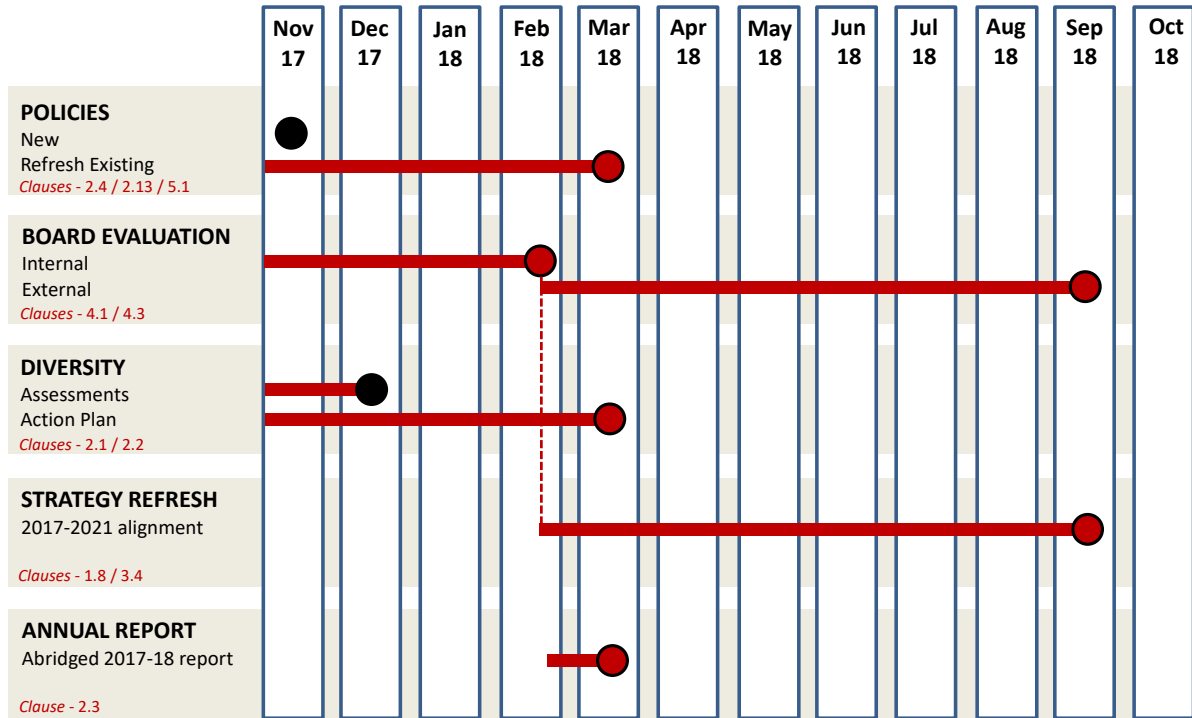 Nov Dec Jan Feb Mar Apr May Jun Jul Aug Sep Oct
17 17 18 18 18 18 18 18 18 18 18 18
POLICIES
New
Refresh Existing
Clauses - 2.4 / 2.13 / 5.1
BOARD EVALUATION
Internal
External
Clauses - 4.1 / 4.3
DIVERSITY
Assessments
Action Plan
Clauses - 2.1 / 2.2
STRATEGY REFRESH
2017-2021 alignment
Clauses - 1.8 / 3.4
ANNUAL REPORT
Abridged 2017-18 report
Clause - 2.3